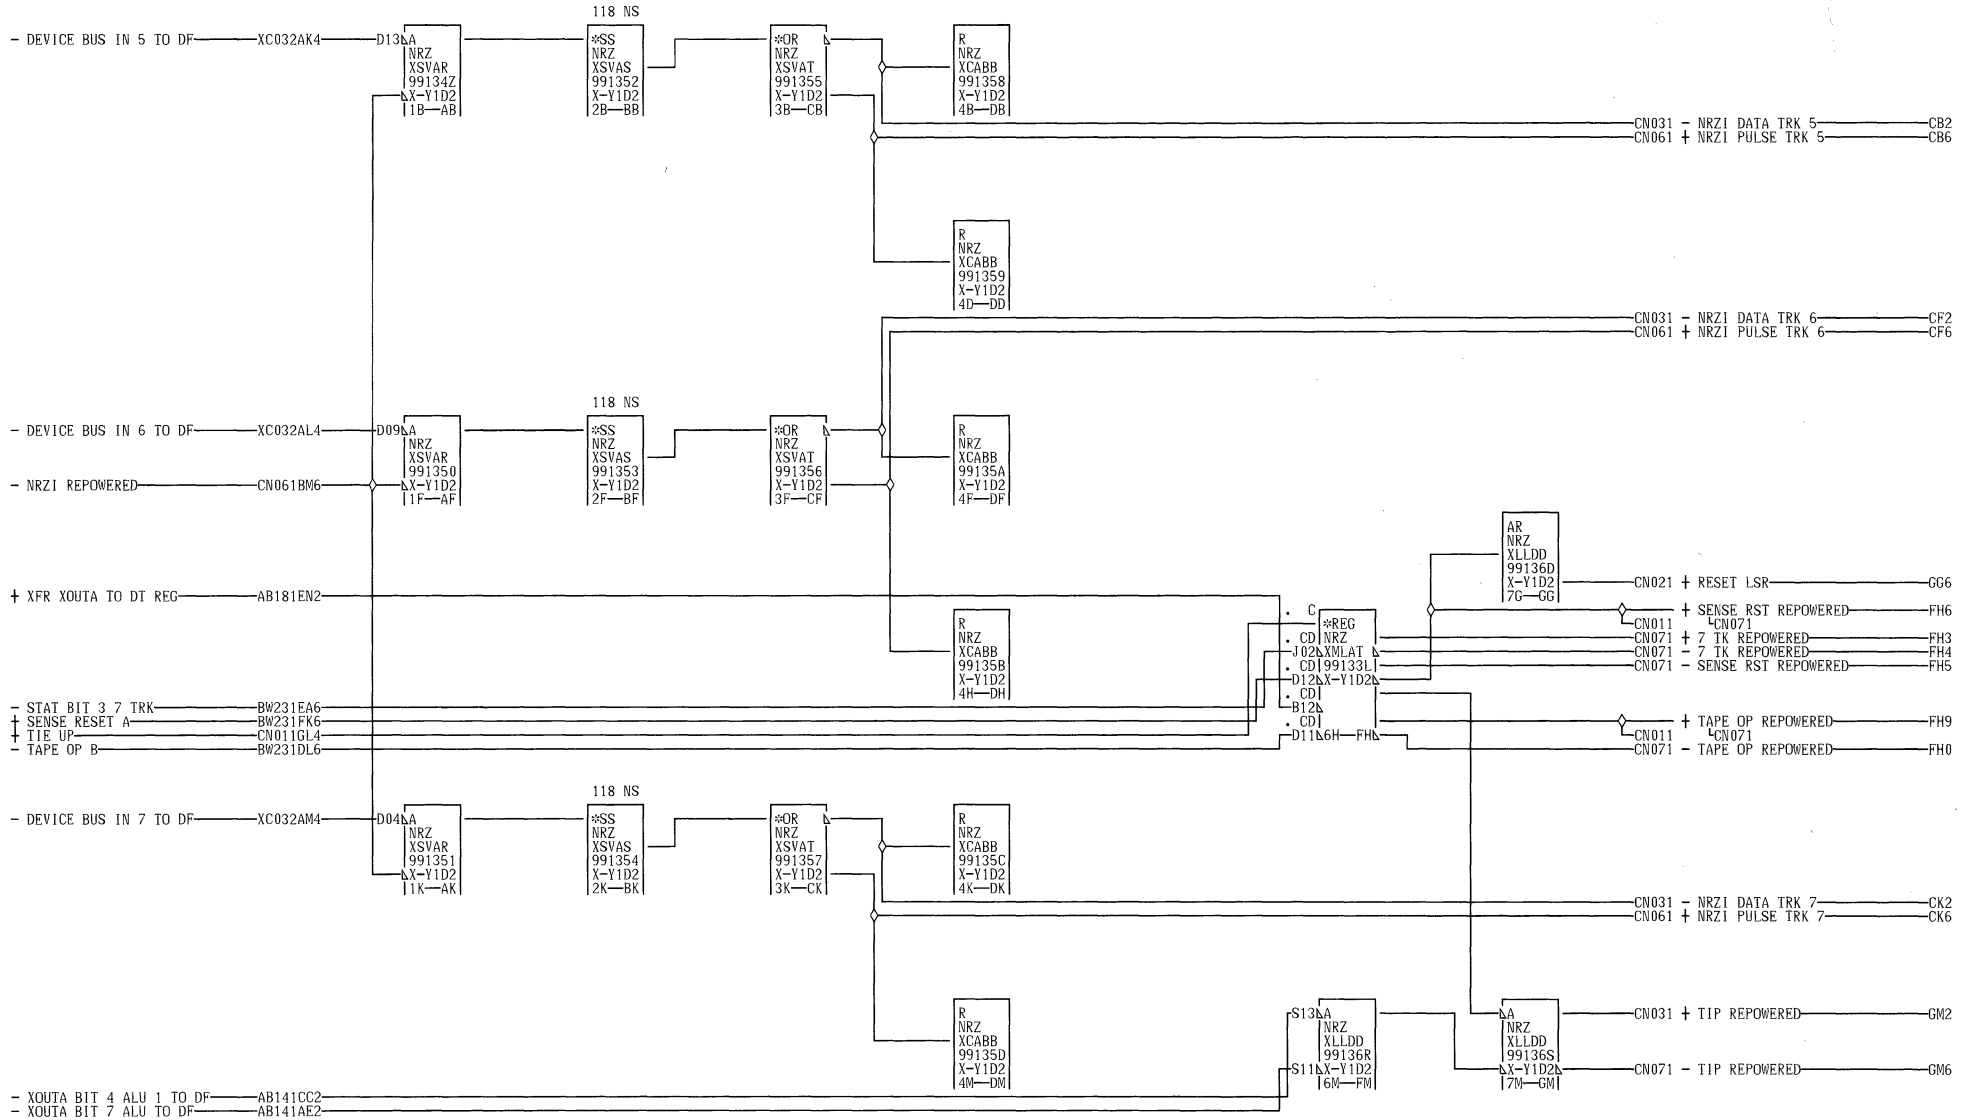 118 NS
- DEVICE BUS IN 5 TO DF XC032AK4 D13 A *SS *OR R
NRZ NRZ NRZ NRZ
XSVAR XSVAS XSVAT XCABB
99134Z 991352 991355 991358
X-Y1D2 X-Y1D2 X-Y1D2 X-Y1D2
1B—AB 2B—BB 3B—CB 4B—DB
CN031 - NRZI DATA TRK 5 CB2
CN061 + NRZI PULSE TRK 5 CB6
R
NRZ
XCABB
991359
X-Y1D2
4D—DD
CN031 - NRZI DATA TRK 6 CF2
CN061 + NRZI PULSE TRK 6 CF6
118 NS
- DEVICE BUS IN 6 TO DF XC032AL4 D09 A *SS *OR R
NRZ NRZ NRZ NRZ
XSVAR XSVAS XSVAT XCABB
991350 991353 991356 99135A
- NRZI REPOWERED CN061BM6 X-Y1D2 X-Y1D2 X-Y1D2 X-Y1D2
1F—AF 2F—BF 3F—CF 4F—DF
AR
NRZ
XLLDD
99136D
X-Y1D2 CN021 + RESET LSR GG6
7G—GG
+ XFR XOUTA TO DT REG AB181EN2
. C + SENSE RST REPOWERED FH6
R *REG CN011 CN071
NRZ . CD NRZ CN071 + 7 TK REPOWERED FH3
XCABB J02 XMLAT CN071 - 7 TK REPOWERED FH4
99135B . CD 99133L CN071 - SENSE RST REPOWERED FH5
X-Y1D2 D12 X-Y1D2
4H—DH . CD
- STAT BIT 3 7 TRK BW231EA6 B12
+ SENSE RESET A BW231FK6 . CD + TAPE OP REPOWERED FH9
+ TIE UP CN011GL4 D11 6H—FH CN011 CN071
- TAPE OP B BW231DL6 CN071 - TAPE OP REPOWERED FH0
118 NS
- DEVICE BUS IN 7 TO DF XC032AM4 D04 A *SS *OR R
NRZ NRZ NRZ NRZ
XSVAR XSVAS XSVAT XCABB
991351 991354 991357 99135C
X-Y1D2 X-Y1D2 X-Y1D2 X-Y1D2
1K—AK 2K—BK 3K—CK 4K—DK
CN031 - NRZI DATA TRK 7 CK2
CN061 + NRZI PULSE TRK 7 CK6
R S13 A A CN031 + TIP REPOWERED GM2
NRZ NRZ NRZ
XCABB XLLDD XLLDD
99135D 99136R 99136S
X-Y1D2 S11 X-Y1D2 X-Y1D2 CN071 - TIP REPOWERED GM6
4M—DM 6M—FM 7M—GM
- XOUTA BIT 4 ALU 1 TO DF AB141CC2
- XOUTA BIT 7 ALU TO DF AB141AE2